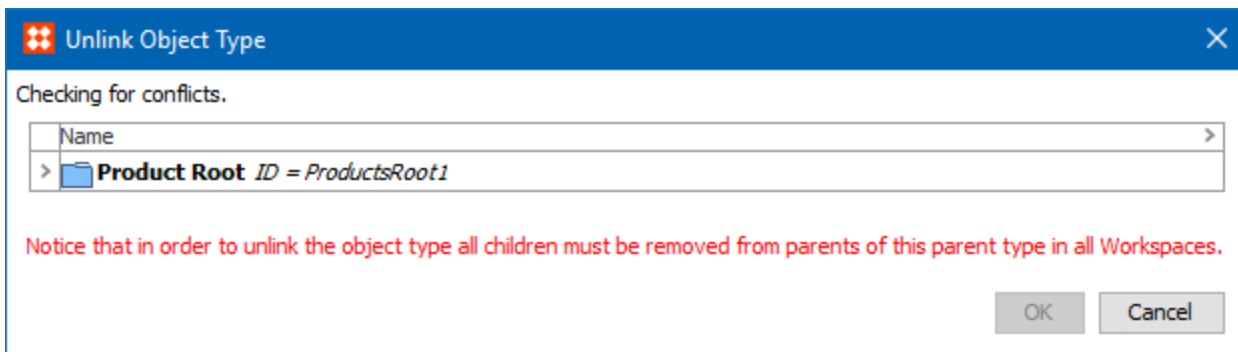 Unlink Object Type
Checking for conflicts.
Name
Product Root ID = ProductsRoot1
Notice that in order to unlink the object type all children must be removed from parents of this parent type in all Workspaces.
OK Cancel